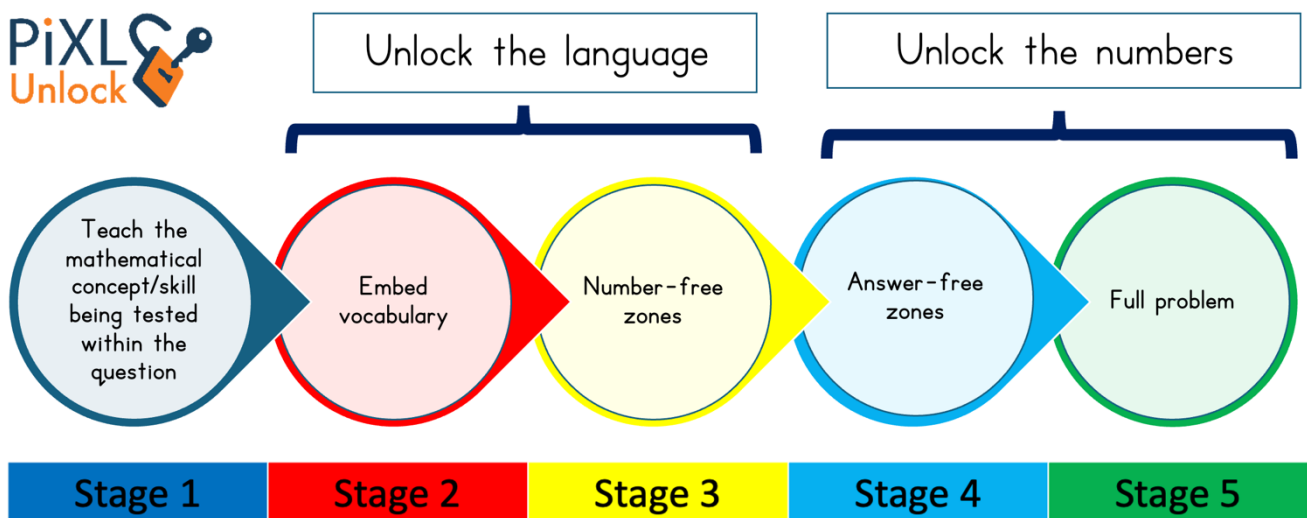 PiXL
Unlock
Unlock the language
Unlock the numbers
Teach the
mathematical
concept/skill
being tested
within the
question
Embed
vocabulary
Number-free
zones
Answer-free
zones
Full problem
Stage 1
Stage 2
Stage 3
Stage 4
Stage 5